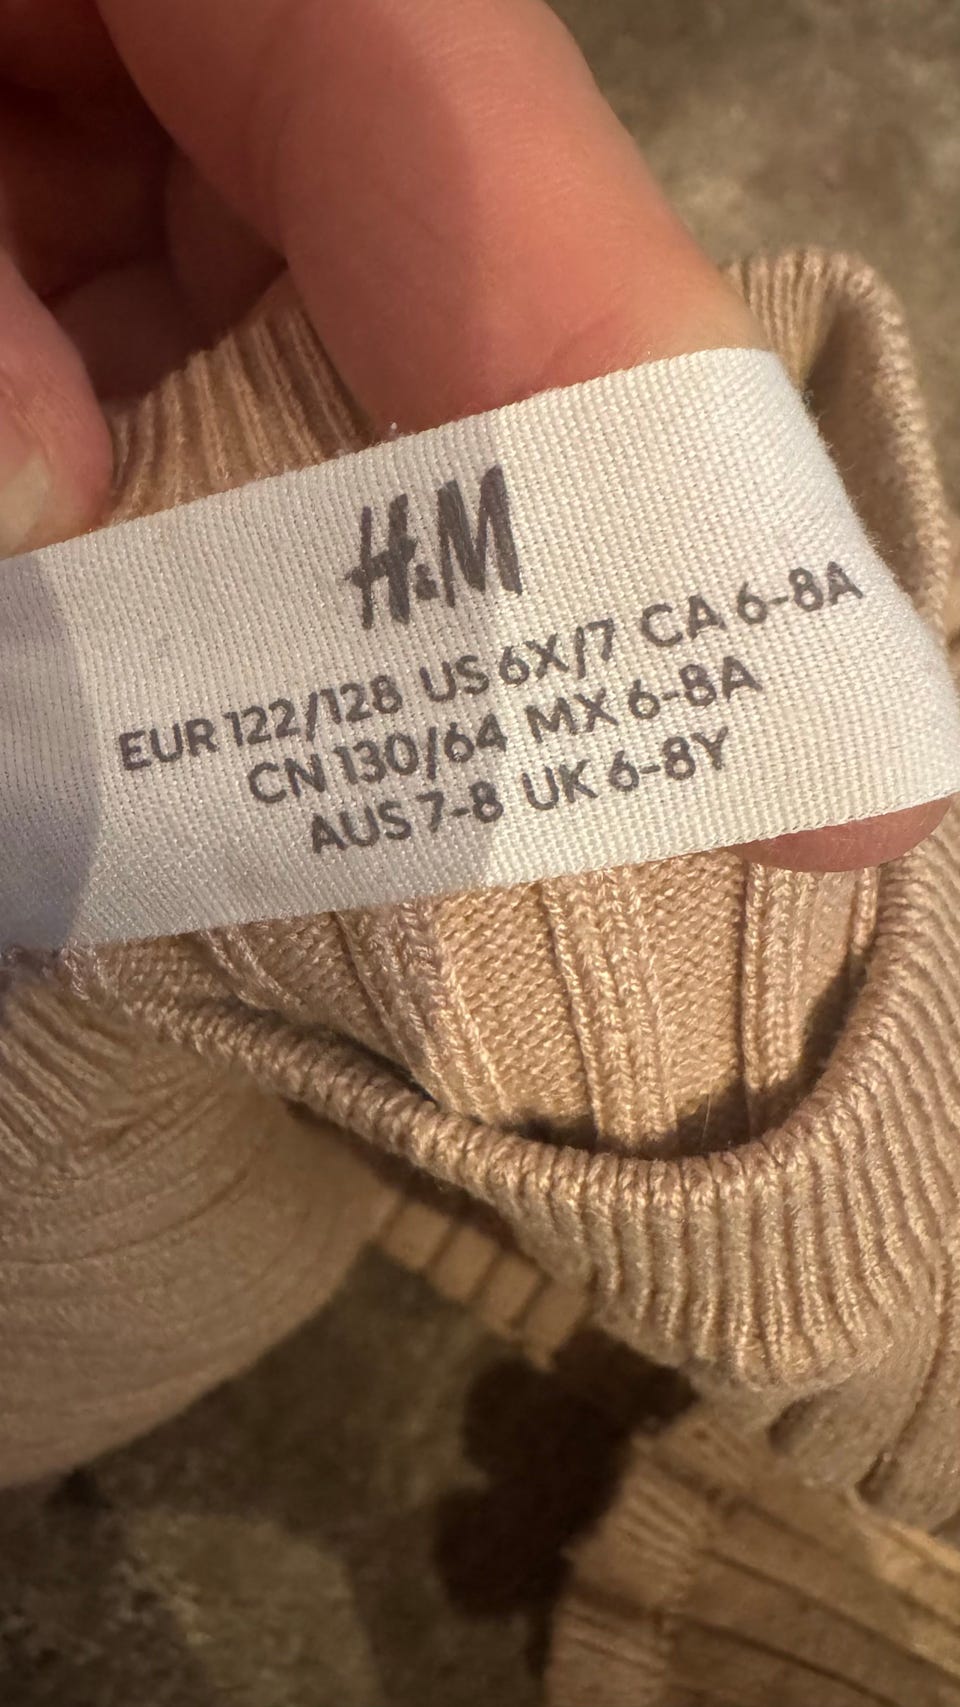 H&M
EUR 122/128 US 6X/7 CA 6-8A
CN 130/64 MX 6-8A
AUS 7-8 UK 6-8Y